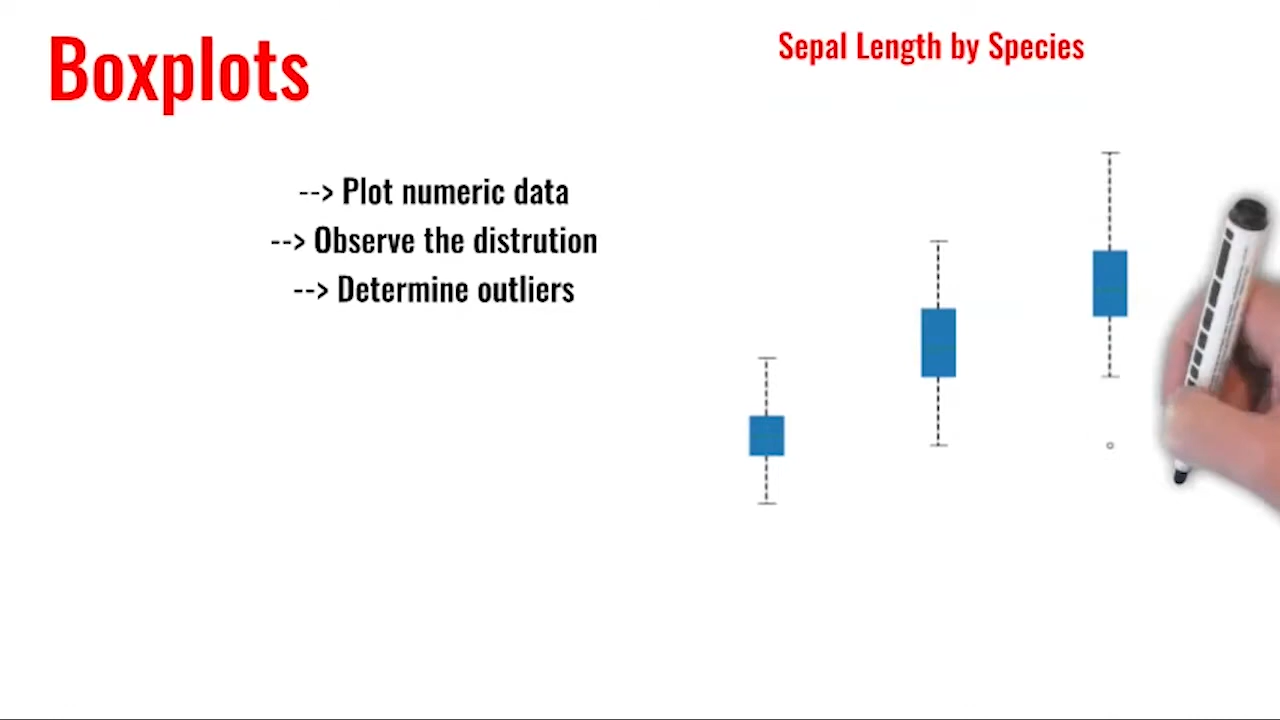 Boxplots
Sepal Length by Species
--> Plot numeric data
--> Observe the distrution
--> Determine outliers